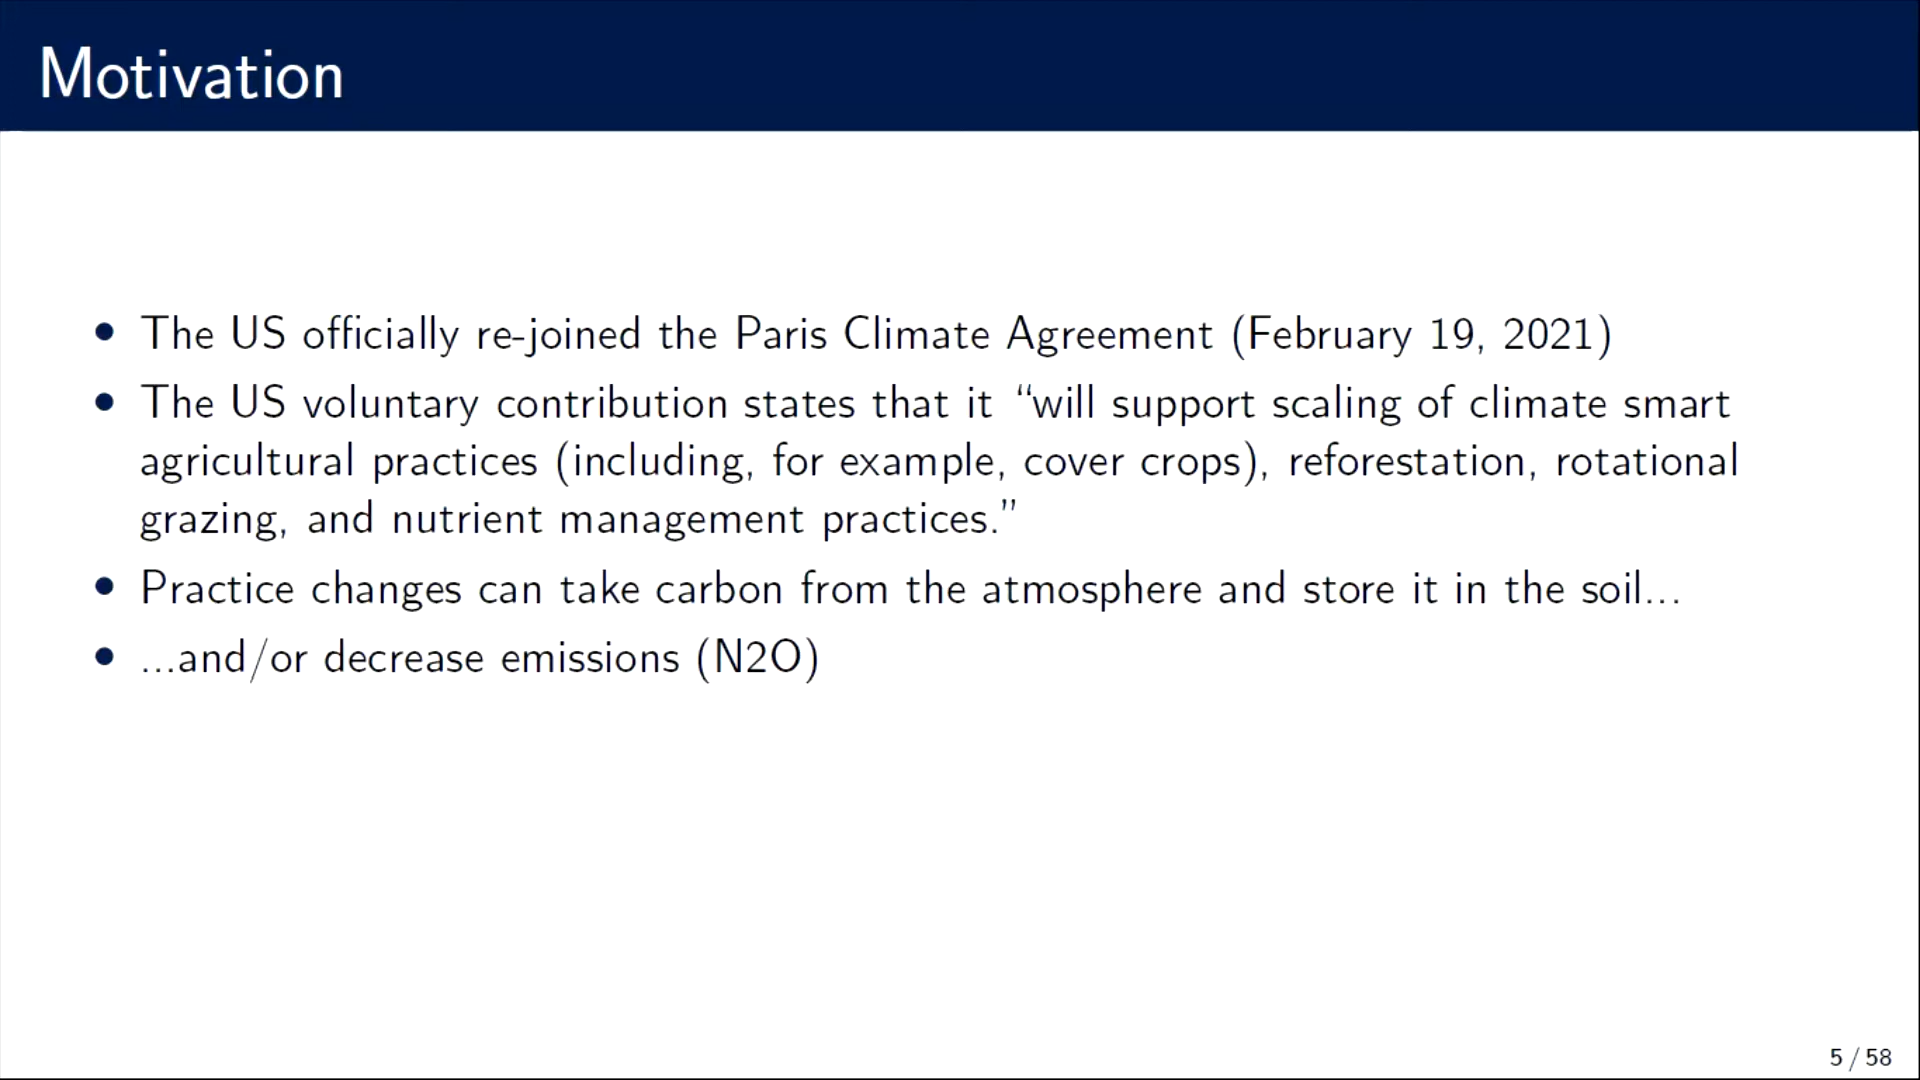 Motivation
• The US officially re-joined the Paris Climate Agreement (February 19, 2021)
• The US voluntary contribution states that it “will support scaling of climate smart
agricultural practices (including, for example, cover crops), reforestation, rotational
grazing, and nutrient management practices.”
• Practice changes can take carbon from the atmosphere and store it in the soil...
• ...and/or decrease emissions (N2O)
5 / 58